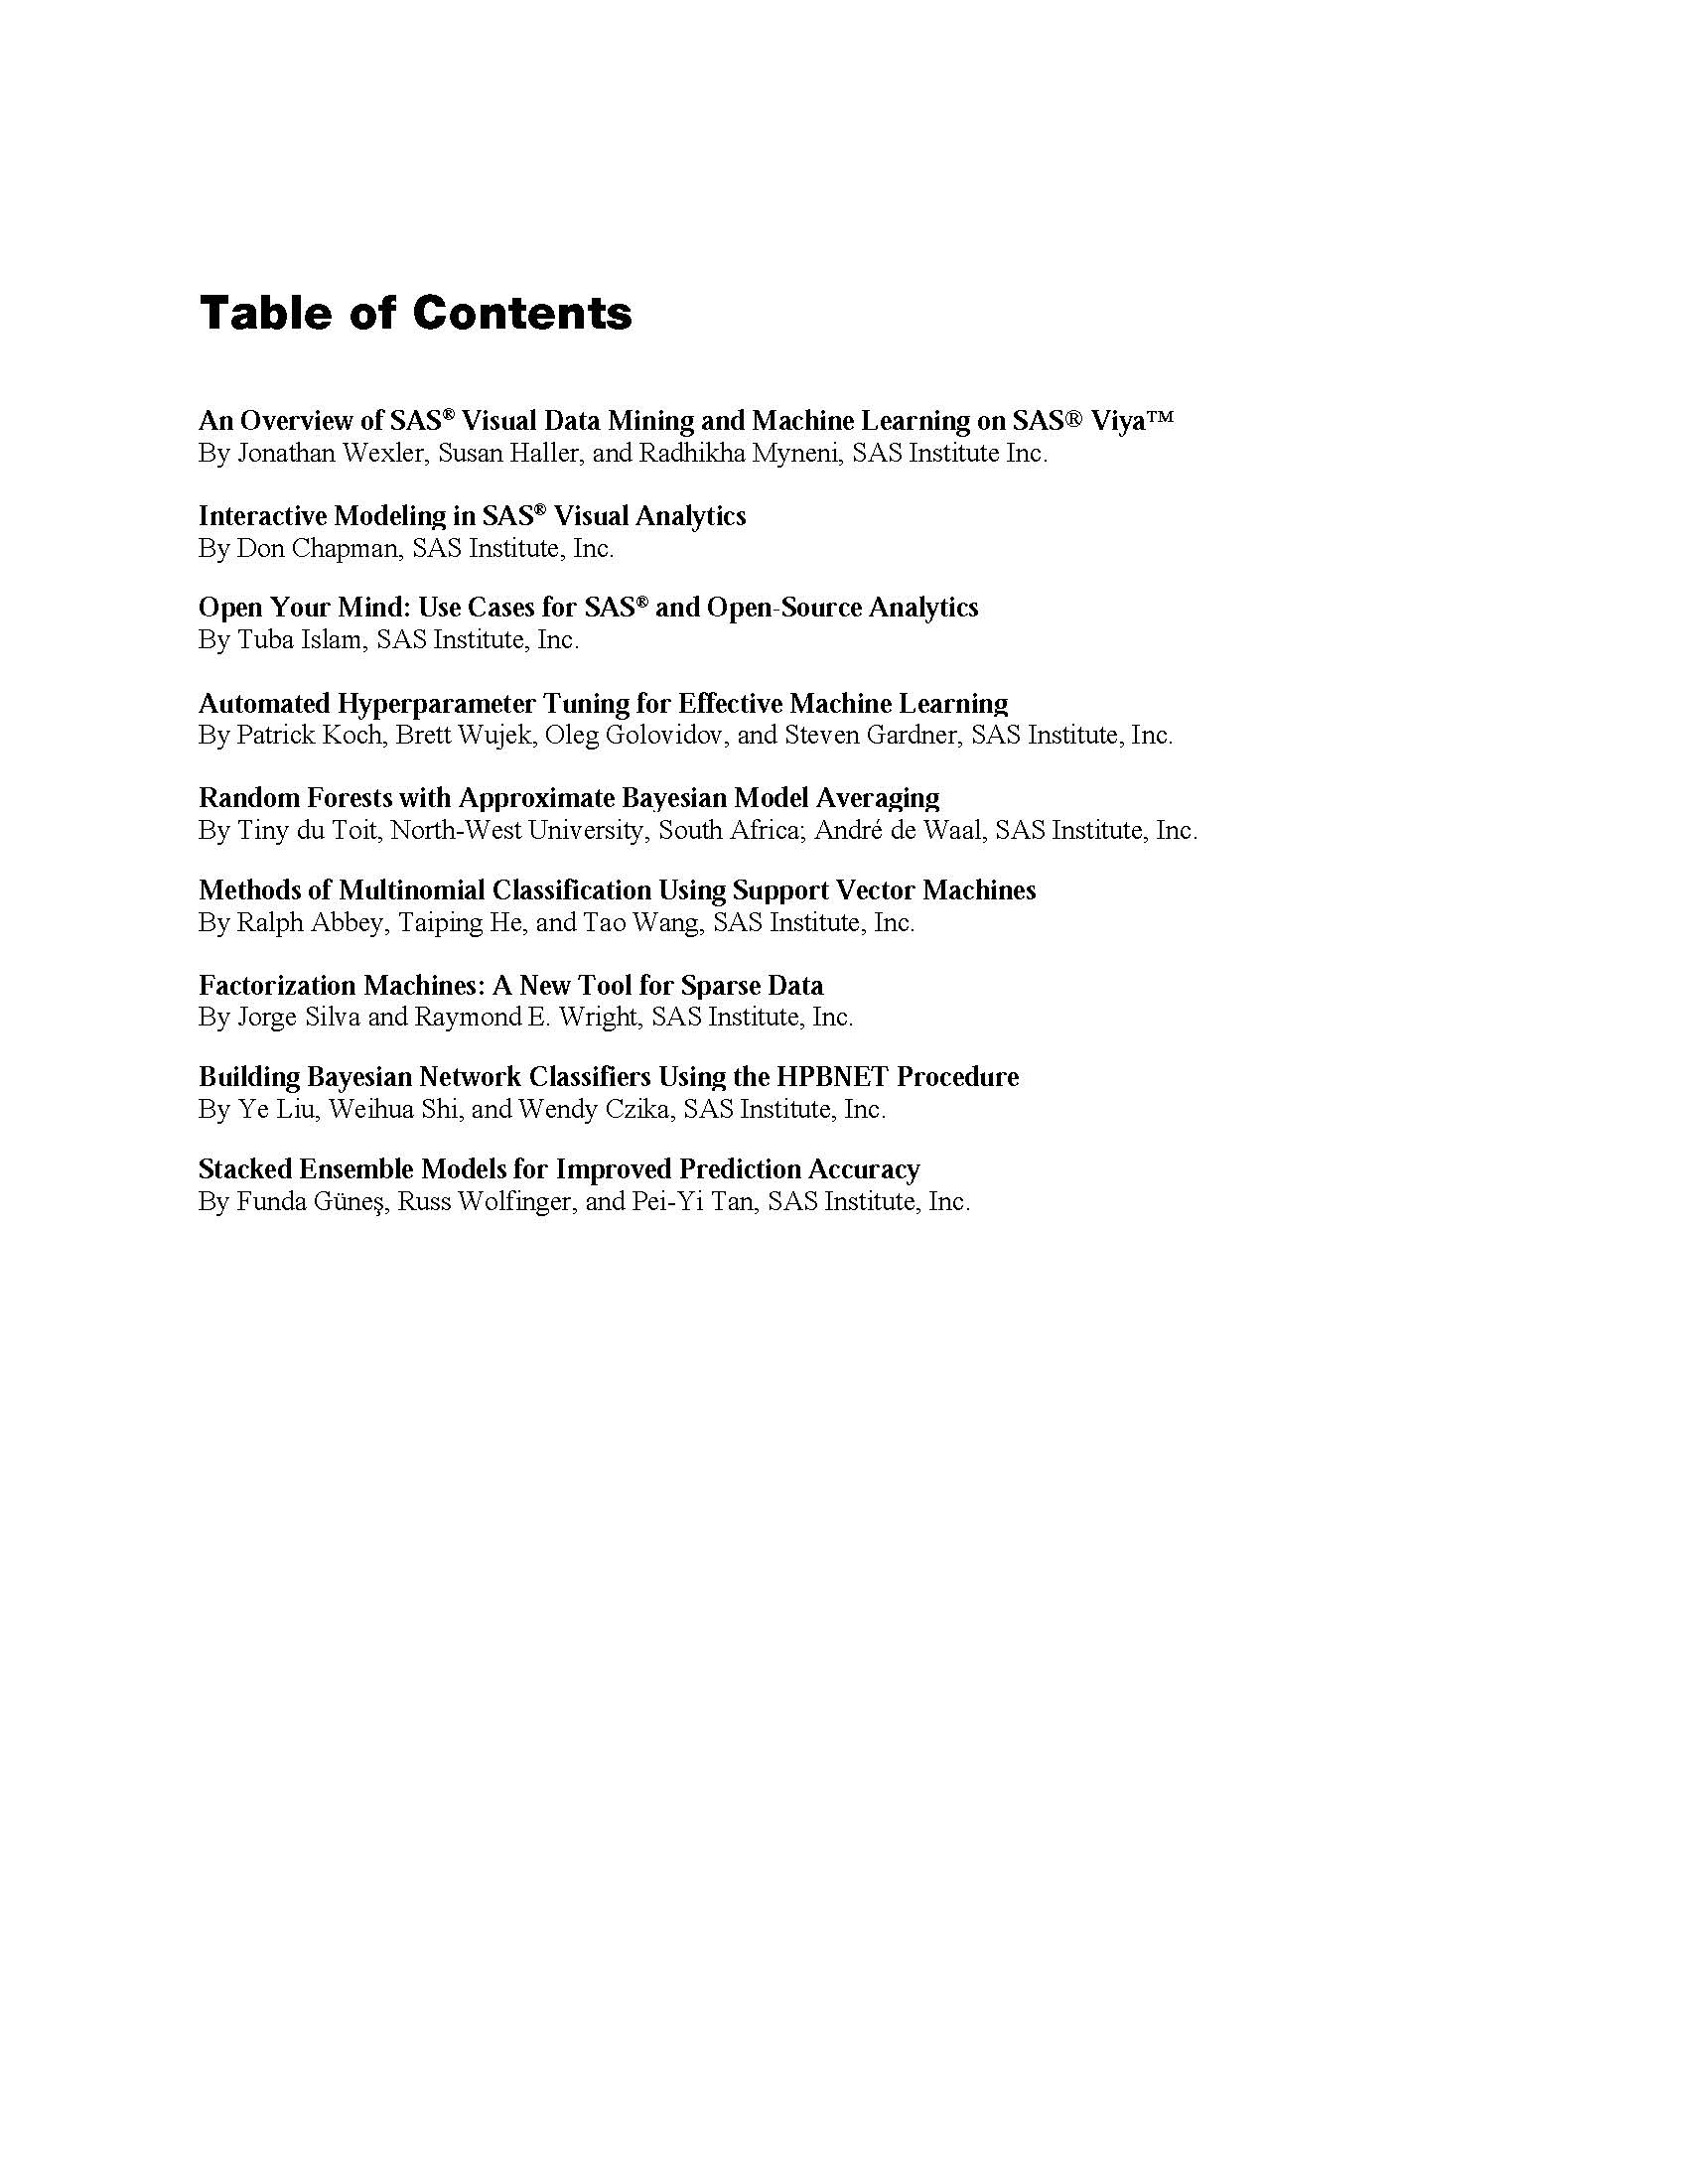 Table of Contents
An Overview of SAS® Visual Data Mining and Machine Learning on SAS® Viya™
By Jonathan Wexler, Susan Haller, and Radhikha Myneni, SAS Institute Inc.
Interactive Modeling in SAS® Visual Analytics
By Don Chapman, SAS Institute, Inc.
Open Your Mind: Use Cases for SAS® and Open-Source Analytics
By Tuba Islam, SAS Institute, Inc.
Automated Hyperparameter Tuning for Effective Machine Learning
By Patrick Koch, Brett Wujek, Oleg Golovidov, and Steven Gardner, SAS Institute, Inc.
Random Forests with Approximate Bayesian Model Averaging
By Tiny du Toit, North-West University, South Africa; André de Waal, SAS Institute, Inc.
Methods of Multinomial Classification Using Support Vector Machines
By Ralph Abbey, Taiping He, and Tao Wang, SAS Institute, Inc.
Factorization Machines: A New Tool for Sparse Data
By Jorge Silva and Raymond E. Wright, SAS Institute, Inc.
Building Bayesian Network Classifiers Using the HPBNET Procedure
By Ye Liu, Weihua Shi, and Wendy Czika, SAS Institute, Inc.
Stacked Ensemble Models for Improved Prediction Accuracy
By Funda Güneş, Russ Wolfinger, and Pei-Yi Tan, SAS Institute, Inc.